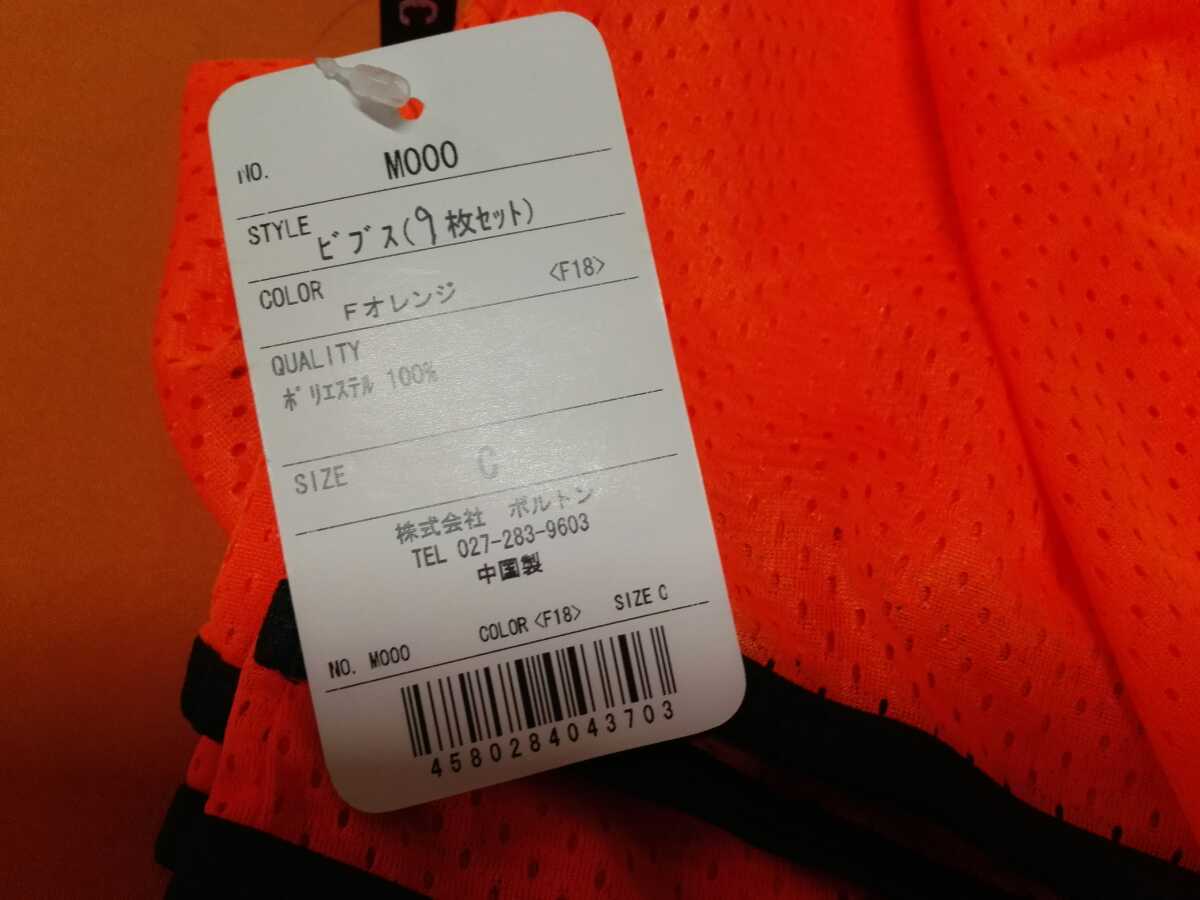 C
NO. M000
STYLE ビブス(9枚セット)
COLOR Fオレンジ <F18>
QUALITY
ポリエステル 100%
SIZE C
株式会社 ボルトン
TEL 027-283-9603
中国製
NO. M000 COLOR <F18> SIZE C
4580284043703